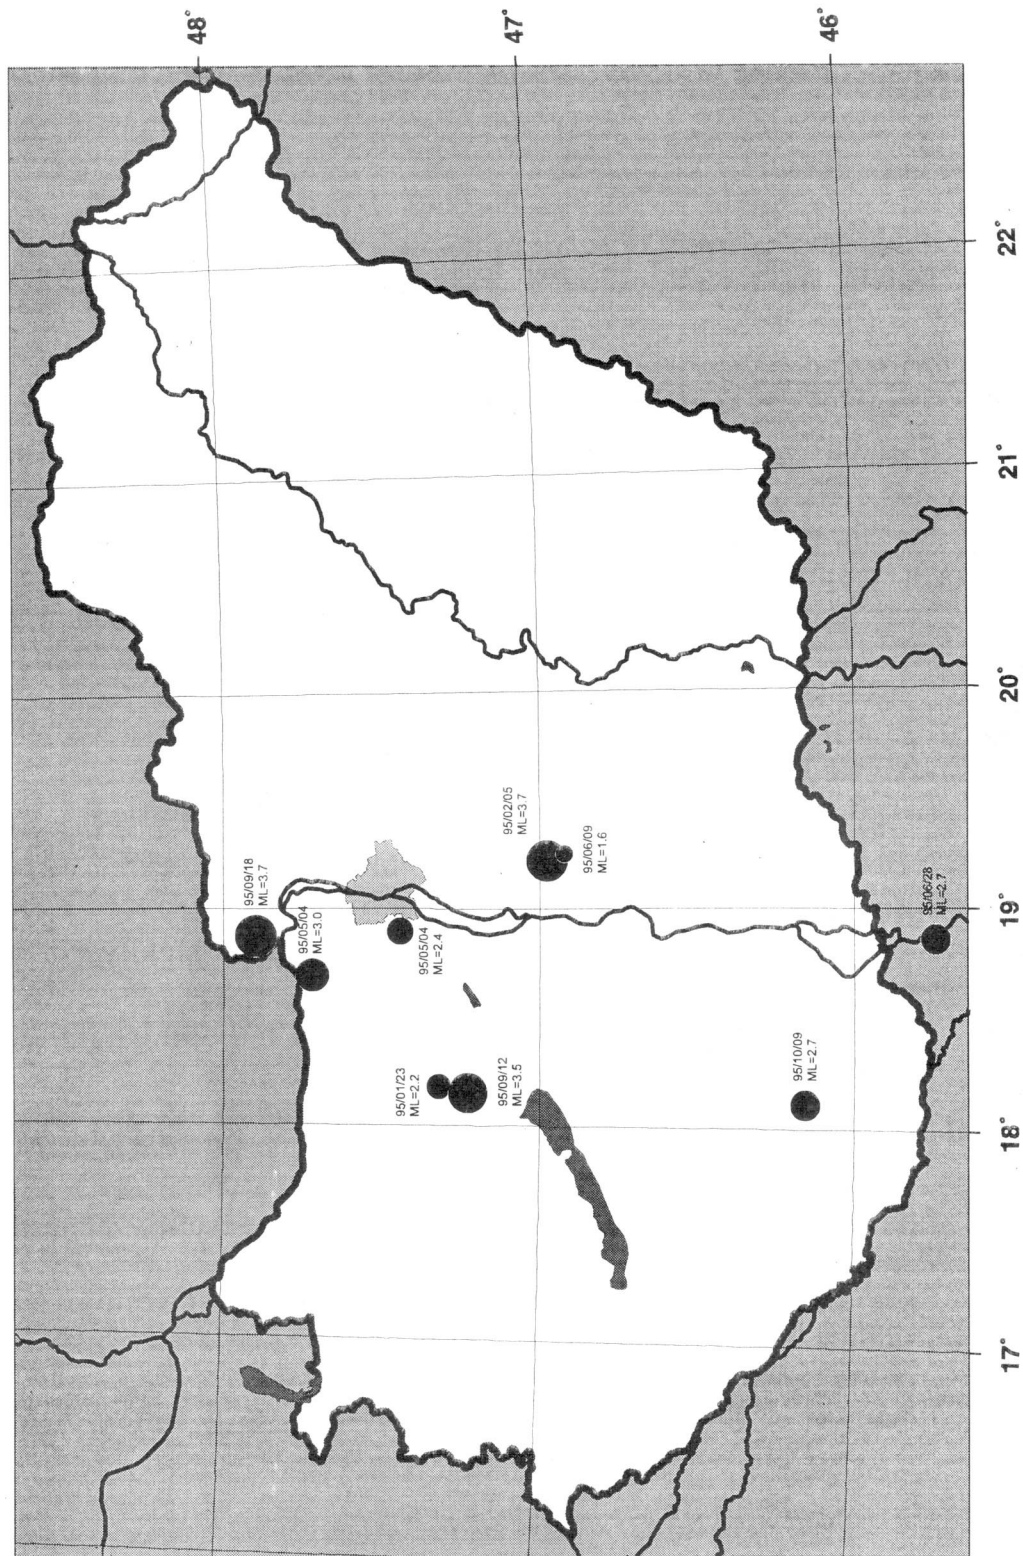 48°
47°
46°
22°
21°
20°
19°
18°
17°
95/09/18
ML=3.7
95/05/04
ML=3.0
95/05/04
ML=2.4
95/02/05
ML=3.7
95/06/09
ML=1.6
95/06/28
ML=2.7
95/01/23
ML=2.2
95/09/12
ML=3.5
95/10/09
ML=2.7